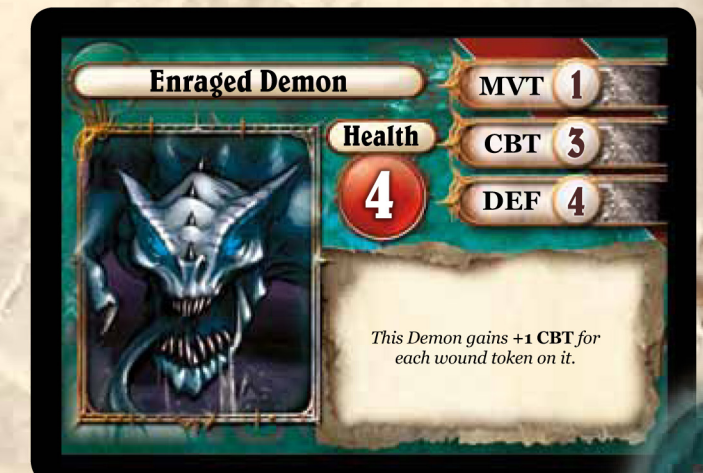 Enraged Demon
MVT 1
Health
CBT 3
4
DEF 4
This Demon gains +1 CBT for
each wound token on it.